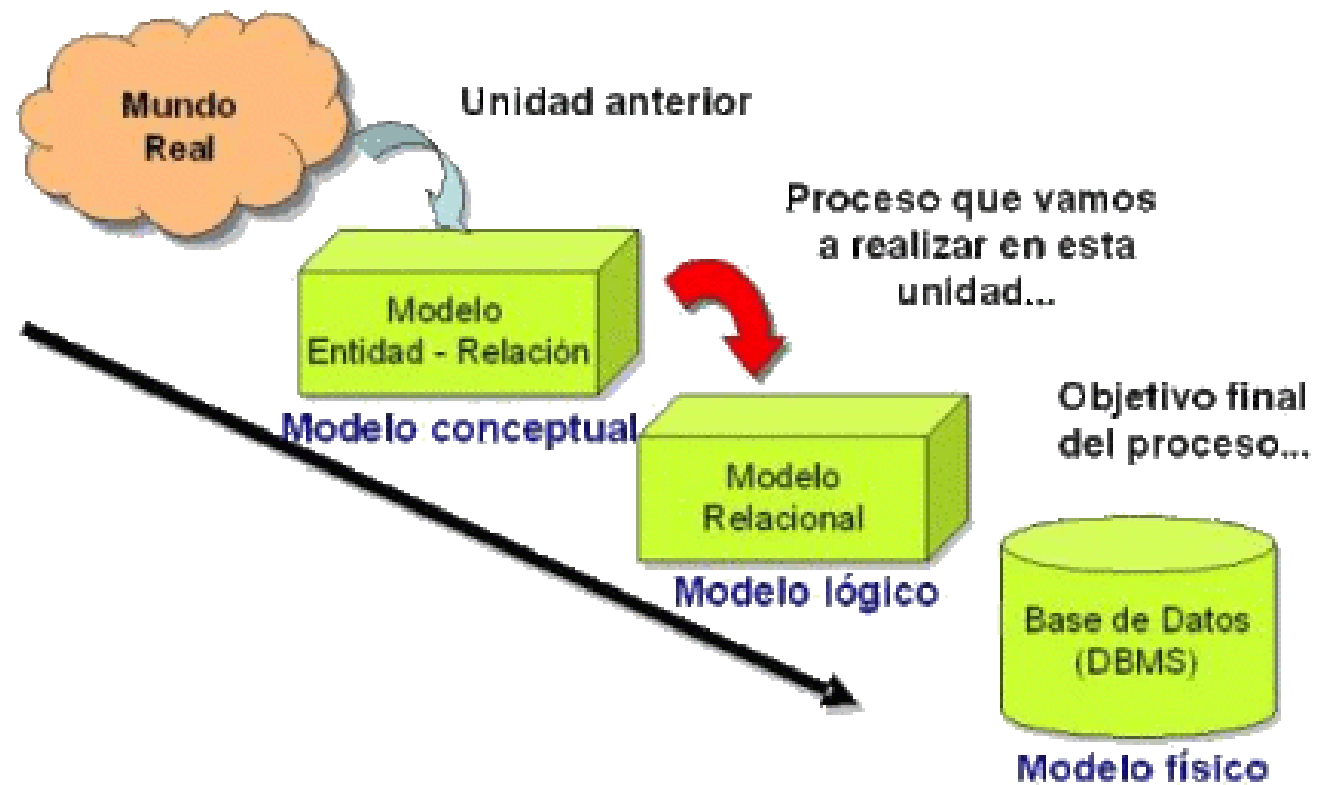 Mundo
Real
Unidad anterior
Proceso que vamos
a realizar en esta
unidad...
Modelo
Entidad - Relación
Modelo conceptual
Objetivo final
del proceso...
Modelo
Relacional
Modelo lógico
Base de Datos
(DBMS)
Modelo físico